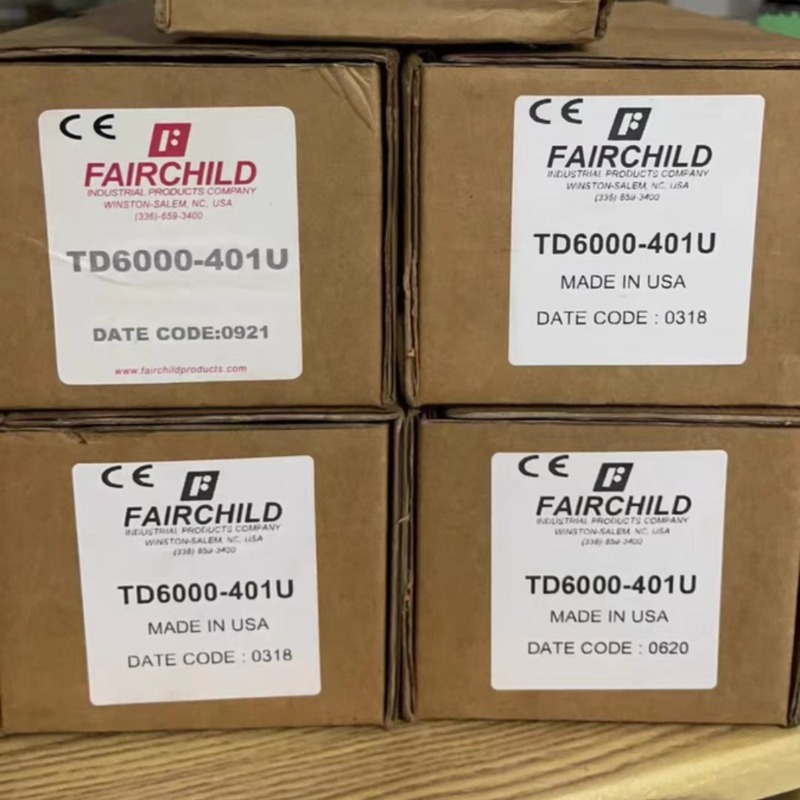 CE
FAIRCHILD
INDUSTRIAL PRODUCTS COMPANY
WINSTON-SALEM, NC, USA
(336)-659-3400
TD6000-401U
DATE CODE:0921
www.fairchildproducts.com
CE
FAIRCHILD
INDUSTRIAL PRODUCTS COMPANY
WINSTON-SALEM, NC, USA
(336) 659-3400
TD6000-401U
MADE IN USA
DATE CODE : 0318
CE
FAIRCHILD
INDUSTRIAL PRODUCTS COMPANY
WINSTON-SALEM, NC, USA
(336) 659-3400
TD6000-401U
MADE IN USA
DATE CODE : 0318
CE
FAIRCHILD
INDUSTRIAL PRODUCTS COMPANY
WINSTON-SALEM, NC, USA
(336) 659-3400
TD6000-401U
MADE IN USA
DATE CODE : 0620